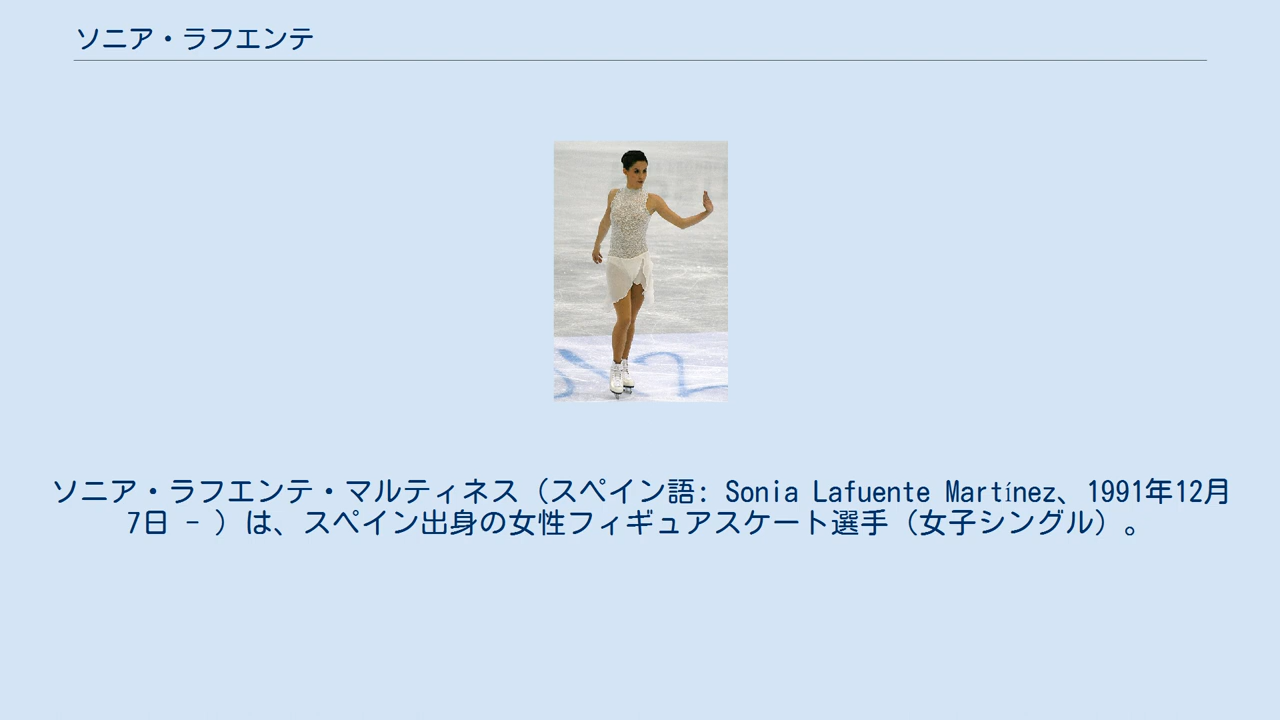 ソニア・ラフエンテ
ソニア・ラフエンテ・マルティネス（スペイン語: Sonia Lafuente Martínez、1991年12月
7日 - ）は、スペイン出身の女性フィギュアスケート選手（女子シングル）。